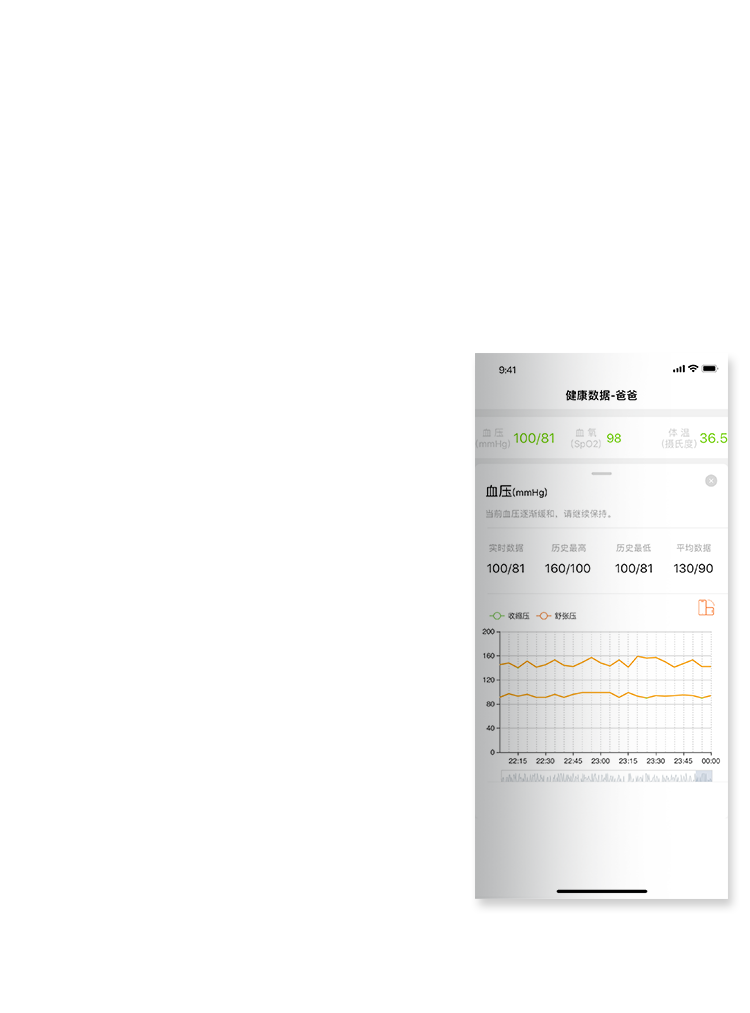 9:41
健康数据-爸爸
血压 100/81 血氧 98 体温 36.5
(mmHg) (SpO2) (摄氏度)
血压(mmHg)
当前血压逐渐缓和，请继续保持。
实时数据 历史最高 历史最低 平均数据
100/81 160/100 100/81 130/90
收缩压 舒张压
200
160
120
80
40
0
22:15 22:30 22:45 23:00 23:15 23:30 23:45 00:00